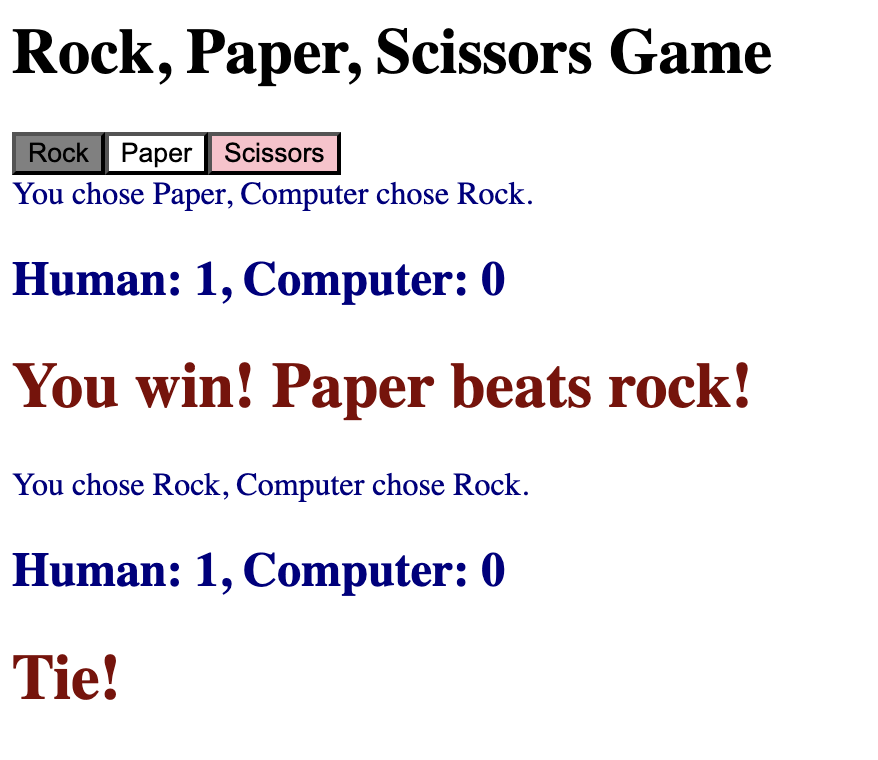 Rock, Paper, Scissors Game
Rock Paper Scissors
You chose Paper, Computer chose Rock.
Human: 1, Computer: 0
You win! Paper beats rock!
You chose Rock, Computer chose Rock.
Human: 1, Computer: 0
Tie!